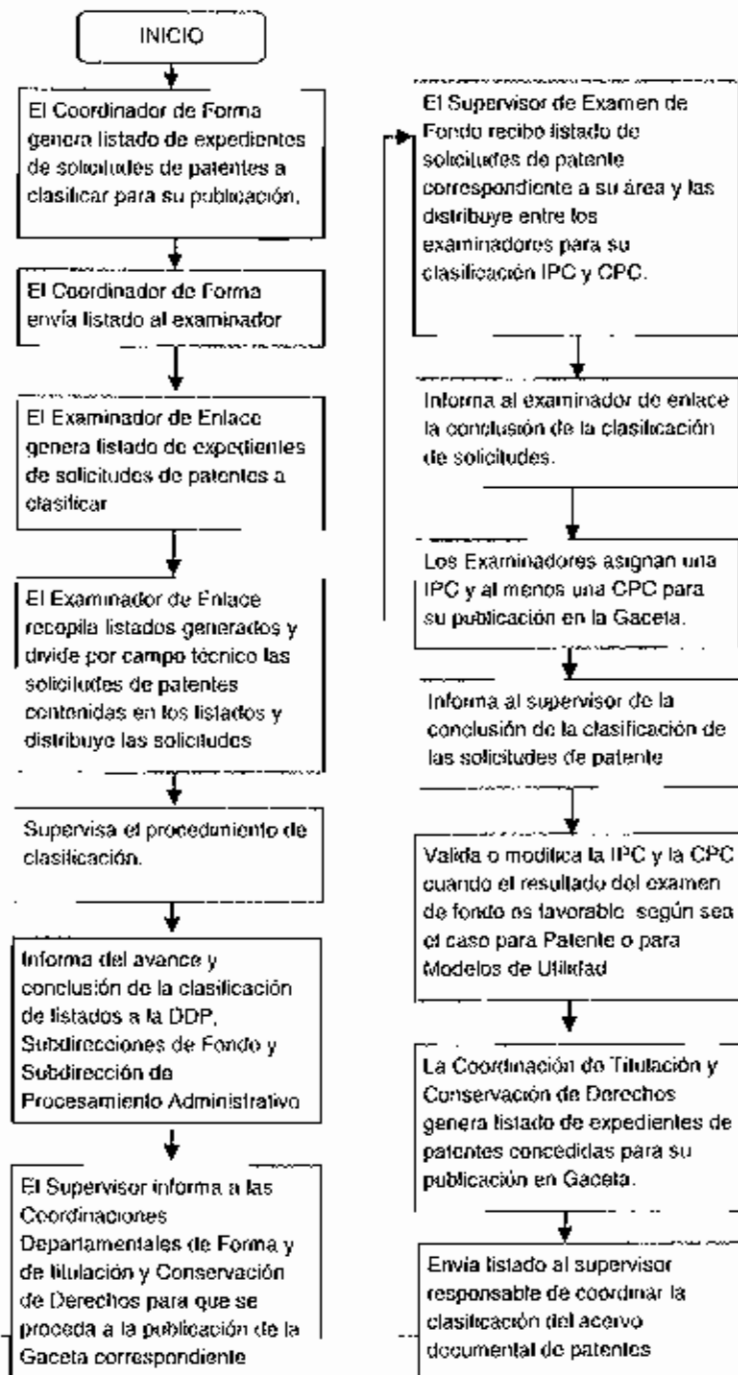 INICIO
El Coordinador de Forma
genera listado de expedientes
de solicitudes de patentes a
clasificar para su publicación.
El Coordinador de Forma
envía listado al examinador
El Examinador de Enlace
genera listado de expedientes
de solicitudes de patentes a
clasificar
El Examinador de Enlace
recopila listados generados y
divide por campo técnico las
solicitudes de patentes
contenidas en los listados y
distribuye las solicitudes
Supervisa el procedimiento de
clasificación.
Informa del avance y
conclusión de la clasificación
de listados a la DDP,
Subdirecciones de Fondo y
Subdirección de
Procesamiento Administrativo
El Supervisor informa a las
Coordinaciones
Departamentales de Forma y
de titulación y Conservación
de Derechos para que se
proceda a la publicación de la
Gaceta correspondiente
El Supervisor de Examen de
Fondo recibe listado de
solicitudes de patente
correspondiente a su área y las
distribuye entre los
examinadores para su
clasificación IPC y CPC.
Informa al examinador de enlace
la conclusión de la clasificación
de solicitudes.
Los Examinadores asignan una
IPC y al menos una CPC para
su publicación en la Gaceta.
Informa al supervisor de la
conclusión de la clasificación de
las solicitudes de patente
Valida o modifica la IPC y la CPC
cuando el resultado del examen
de fondo es favorable según sea
el caso para Patente o para
Modelos de Utilidad
La Coordinación de Titulación y
Conservación de Derechos
genera listado de expedientes de
patentes concedidas para su
publicación en Gaceta.
Envía listado al supervisor
responsable de coordinar la
clasificación del acervo
documental de patentes